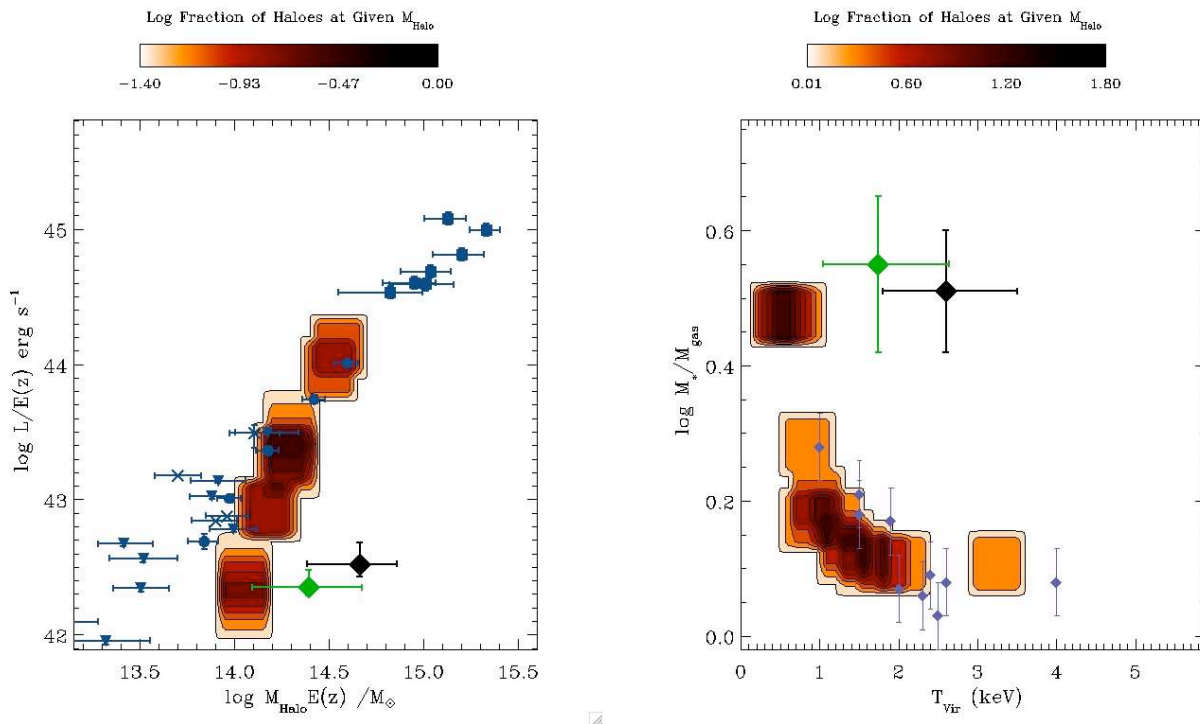 Log Fraction of Haloes at Given M_Halo
-1.40 -0.93 -0.47 0.00
log L/E(z) erg s⁻¹
45
44
43
42
13.5 14.0 14.5 15.0 15.5
log M_Halo E(z) /M_☉
Log Fraction of Haloes at Given M_Halo
0.01 0.60 1.20 1.80
log M_*/M_gas
0.6
0.4
0.2
0.0
0 1 2 3 4 5
T_Vir (keV)